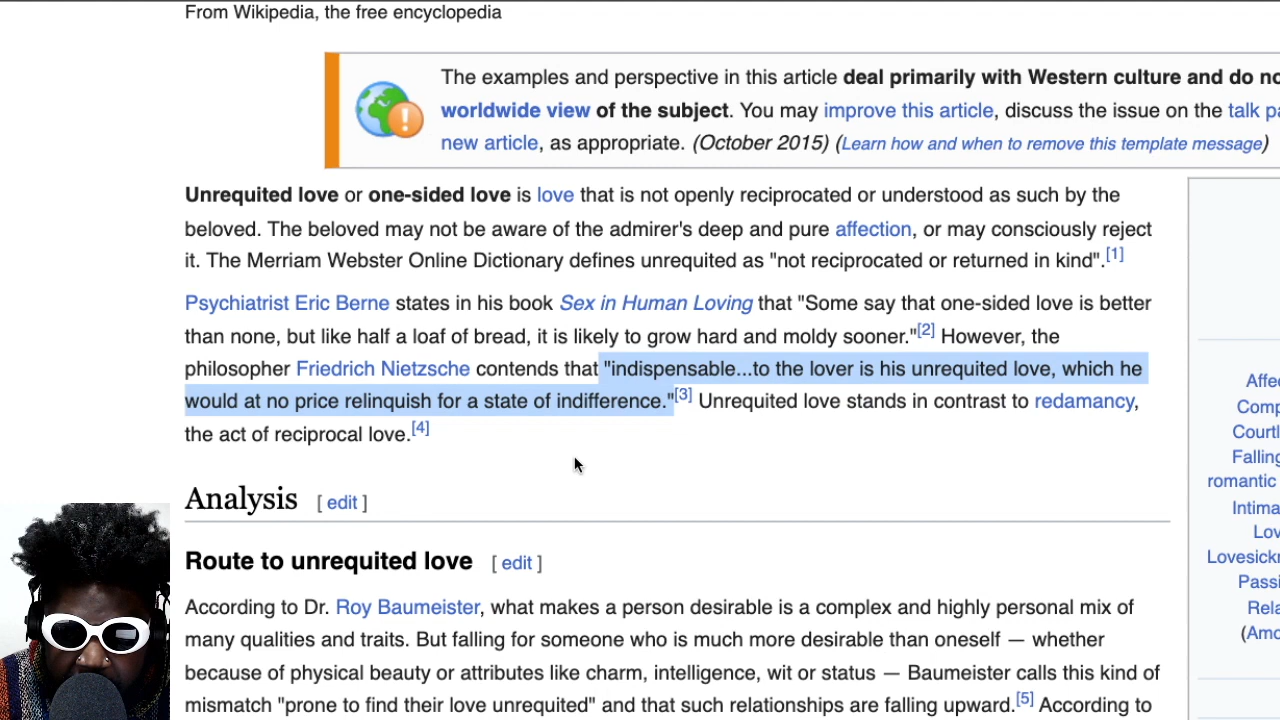 From Wikipedia, the free encyclopedia
The examples and perspective in this article deal primarily with Western culture and do no
worldwide view of the subject. You may improve this article, discuss the issue on the talk pa
new article, as appropriate. (October 2015) (Learn how and when to remove this template message)
Unrequited love or one-sided love is love that is not openly reciprocated or understood as such by the
beloved. The beloved may not be aware of the admirer's deep and pure affection, or may consciously reject
it. The Merriam Webster Online Dictionary defines unrequited as "not reciprocated or returned in kind".[1]
Psychiatrist Eric Berne states in his book Sex in Human Loving that "Some say that one-sided love is better
than none, but like half a loaf of bread, it is likely to grow hard and moldy sooner."[2] However, the
philosopher Friedrich Nietzsche contends that "indispensable...to the lover is his unrequited love, which he
would at no price relinquish for a state of indifference."[3] Unrequited love stands in contrast to redamancy,
the act of reciprocal love.[4]
Analysis [ edit ]
Route to unrequited love [ edit ]
According to Dr. Roy Baumeister, what makes a person desirable is a complex and highly personal mix of
many qualities and traits. But falling for someone who is much more desirable than oneself — whether
because of physical beauty or attributes like charm, intelligence, wit or status — Baumeister calls this kind of
mismatch "prone to find their love unrequited" and that such relationships are falling upward.[5] According to
Affec
Comp
Courtl
Falling
romantic
Intima
Lov
Lovesickn
Passi
Rela
(Amo